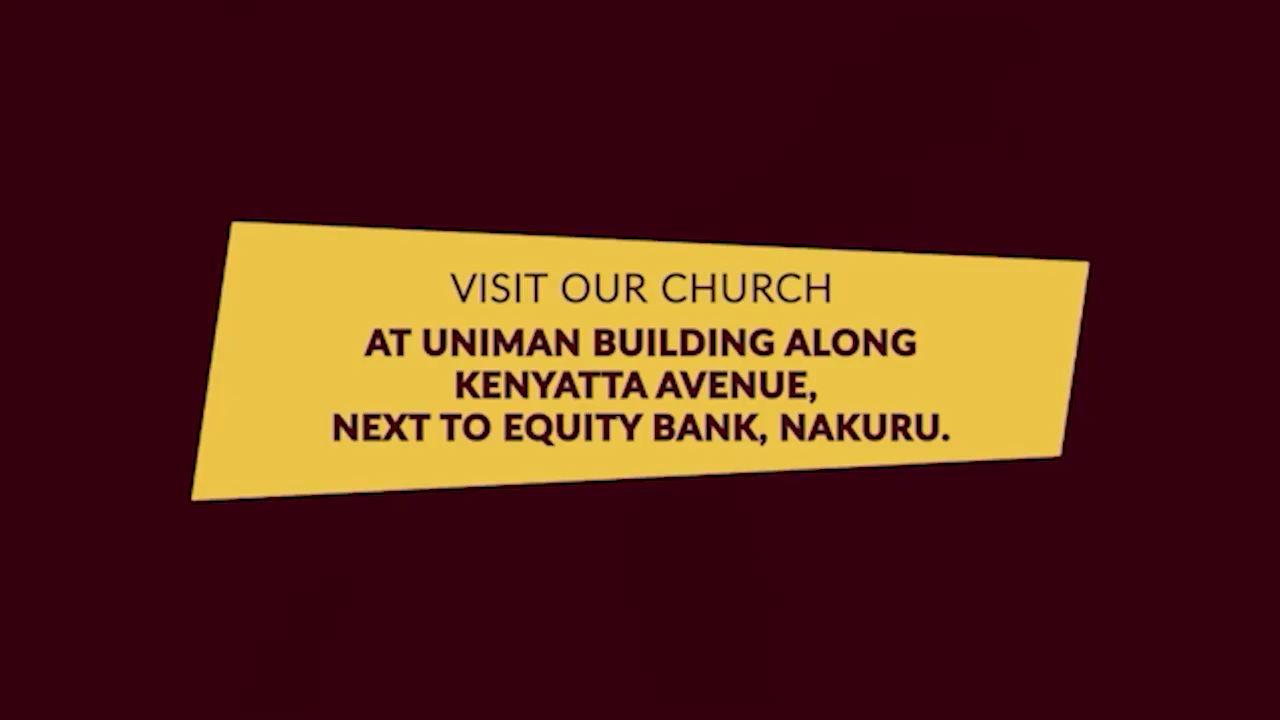 VISIT OUR CHURCH
AT UNIMAN BUILDING ALONG
KENYATTA AVENUE,
NEXT TO EQUITY BANK, NAKURU.